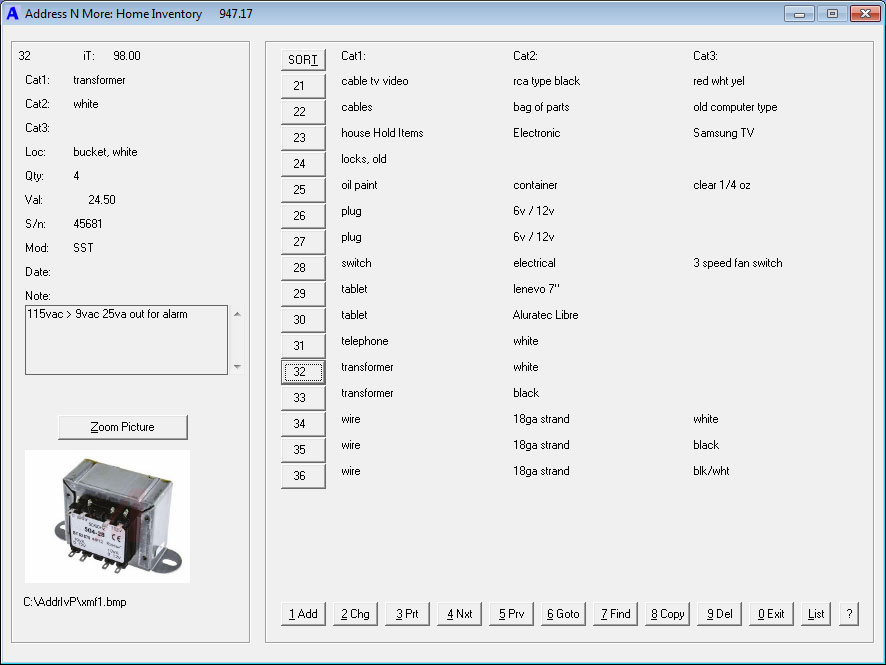 Address N More: Home Inventory 947.17
32 iT: 98.00
Cat1: transformer
Cat2: white
Cat3:
Loc: bucket, white
Qty: 4
Val: 24.50
S/n: 45681
Mod: SST
Date:
Note:
115vac > 9vac 25va out for alarm
Zoom Picture
504-28
CE
C:\AddrIvP\xmf1.bmp
SORT Cat1: Cat2: Cat3:
21 cable tv video rca type black red wht yel
22 cables bag of parts old computer type
23 house Hold Items Electronic Samsung TV
24 locks, old
25 oil paint container clear 1/4 oz
26 plug 6v / 12v
27 plug 6v / 12v
28 switch electrical 3 speed fan switch
29 tablet lenevo 7"
30 tablet Aluratec Libre
31 telephone white
32 transformer white
33 transformer black
34 wire 18ga strand white
35 wire 18ga strand black
36 wire 18ga strand blk/wht
1 Add 2 Chg 3 Prt 4 Nxt 5 Prv 6 Goto 7 Find 8 Copy 9 Del 0 Exit List ?